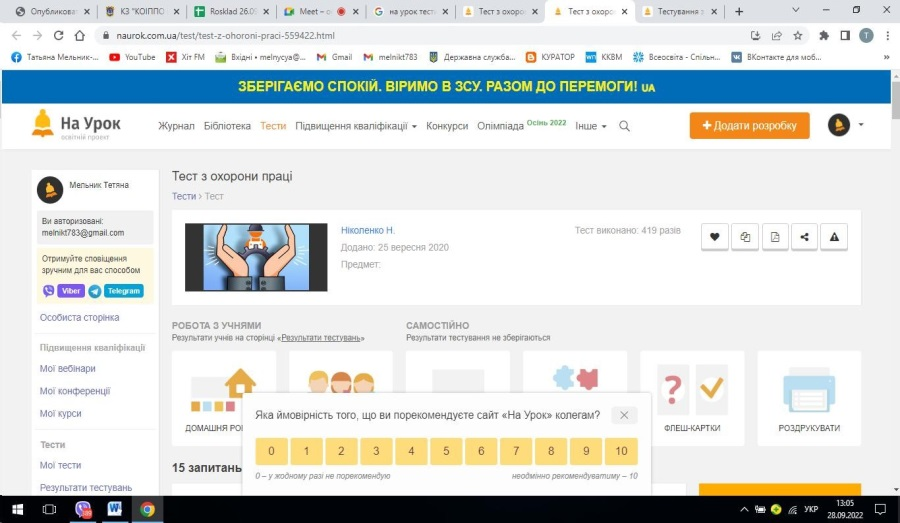 Опубликоват
КЗ "КОІППО
Rosklad 26.09
Meet – о
на урок тест
Тест з охоро
Тест з охоро
Тестування з
naurok.com.ua/test/test-z-ohoroni-praci-559422.html
Татьяна Мельник-...
YouTube
Хіт FM
Вхідні • melnycya@...
Gmail
melnikt783
Державна служба...
КУРАТОР
ККВМ
Всеосвіта - Спільн...
ВКонтакте для моб...
ЗБЕРІГАЄМО СПОКІЙ. ВІРИМО В ЗСУ. РАЗОМ ДО ПЕРЕМОГИ! UA
На Урок
освітній проєкт
Журнал Бібліотека Тести Підвищення кваліфікації Конкурси Олімпіада Осінь 2022 Інше
+ Додати розробку
Мельник Тетяна
Ви авторизовані:
melnikt783@gmail.com
Отримуйте сповіщення
зручним для вас способом
Viber Telegram
Особиста сторінка
Підвищення кваліфікації
Мої вебінари
Мої конференції
Мої курси
Тести
Мої тести
Результати тестувань
Тест з охорони праці
Тести › Тест
Ніколенко Н.
Додано: 25 вересня 2020
Предмет:
Тест виконано: 419 разів
РОБОТА З УЧНЯМИ
Результати учнів на сторінці «Результати тестувань»
САМОСТІЙНО
Результати тестування не зберігаються
ДОМАШНЯ РО
ФЛЕШ-КАРТКИ
РОЗДРУКУВАТИ
15 запитань
Яка ймовірність того, що ви порекомендуєте сайт «На Урок» колегам?
0 1 2 3 4 5 6 7 8 9 10
0 – у жодному разі не порекомендую
неодмінно рекомендуватиму – 10
УКР
13:05
28.09.2022